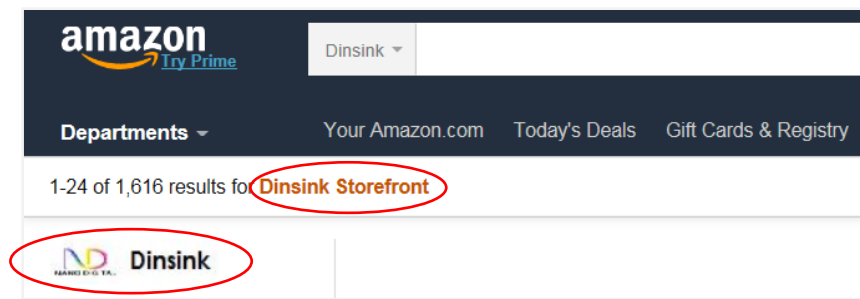 amazon
Try Prime
Dinsink
Departments
Your Amazon.com Today's Deals Gift Cards & Registry
1-24 of 1,616 results for Dinsink Storefront
ND Dinsink